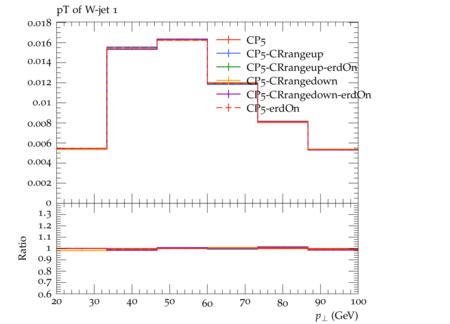 pT of W-jet 1
0.018
0.016
0.014
0.012
0.01
0.008
0.006
0.004
0.002
0
CP5
CP5-CRrangeup
CP5-CRrangeup-erdOn
CP5-CRrangedown
CP5-CRrangedown-erdOn
CP5-erdOn
1.3
1.2
1.1
1
0.9
0.8
0.7
0.6
Ratio
20 30 40 50 60 70 80 90 100
p⊥ (GeV)